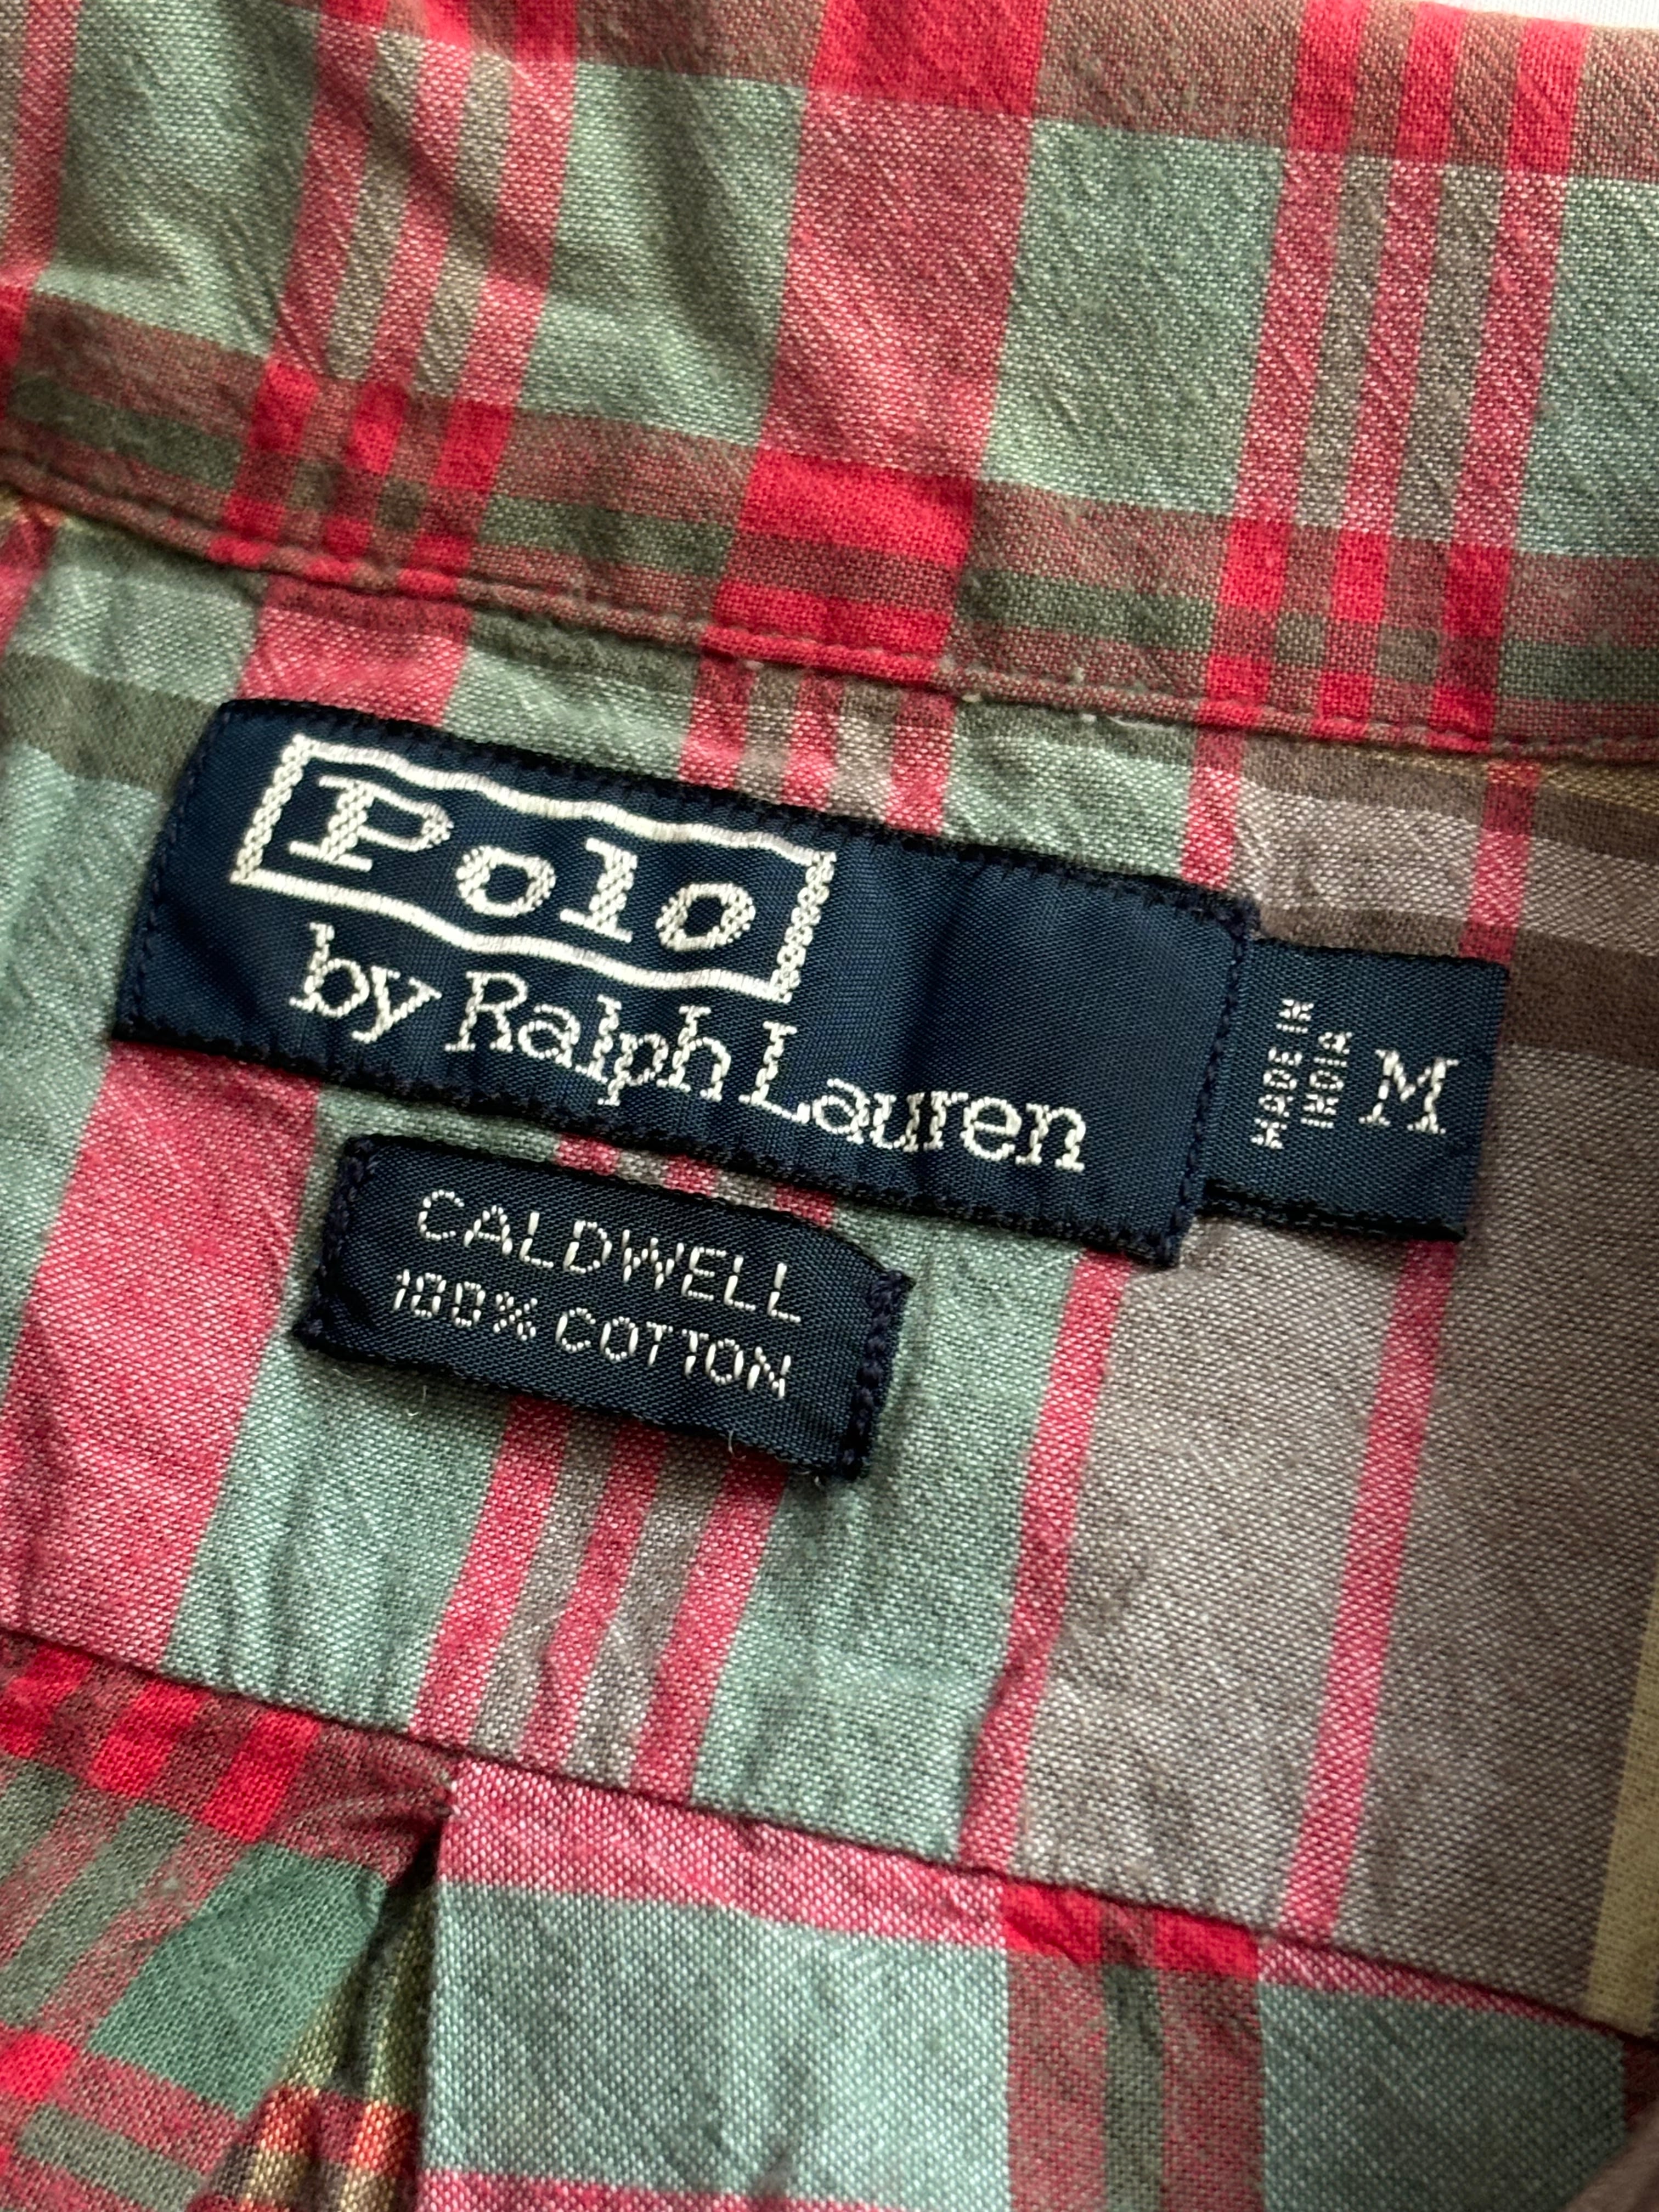 Polo
by Ralph Lauren
MADE IN
INDIA
M
CALDWELL
100% COTTON